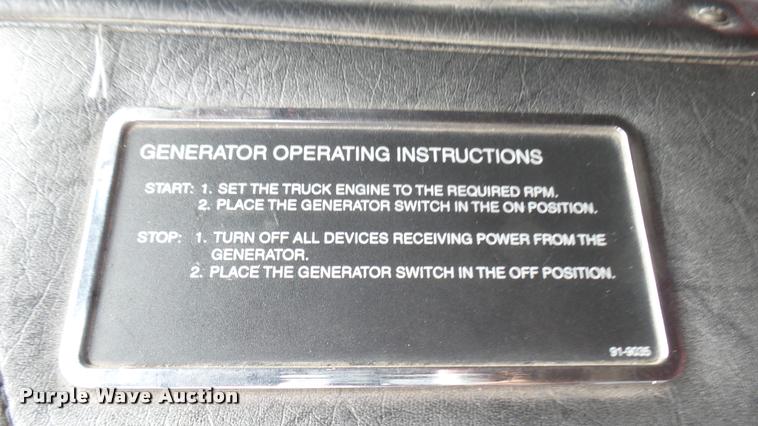 GENERATOR OPERATING INSTRUCTIONS
START: 1. SET THE TRUCK ENGINE TO THE REQUIRED RPM.
2. PLACE THE GENERATOR SWITCH IN THE ON POSITION.
STOP: 1. TURN OFF ALL DEVICES RECEIVING POWER FROM THE
GENERATOR.
2. PLACE THE GENERATOR SWITCH IN THE OFF POSITION.
91-9035
Purple Wave Auction